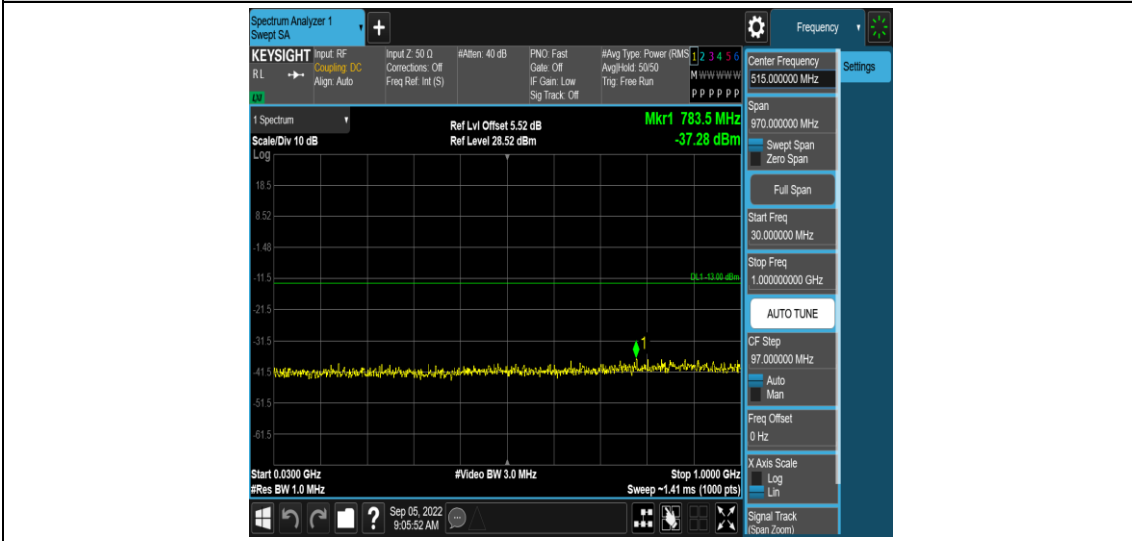 Spectrum Analyzer 1
Swept SA
Frequency
KEYSIGHT
RL
Input: RF
Coupling: DC
Align: Auto
Input Z: 50 Ω
Corrections: Off
Freq Ref: Int (S)
#Atten: 40 dB
PNO: Fast
Gate: Off
IF Gain: Low
Sig Track: Off
#Avg Type: Power (RMS
Avg|Hold: 50/50
Trig: Free Run
1 2 3 4 5 6
M W W W W W
P P P P P P
1 Spectrum
Scale/Div 10 dB
Log
Ref Lvl Offset 5.52 dB
Ref Level 28.52 dBm
Mkr1 783.5 MHz
-37.28 dBm
18.5
8.52
-1.48
-11.5
DL1 -13.00 dBm
-21.5
-31.5
1
-41.5
-51.5
-61.5
Start 0.0300 GHz
#Video BW 3.0 MHz
Stop 1.0000 GHz
#Res BW 1.0 MHz
Sweep ~1.41 ms (1000 pts)
Sep 05, 2022
9:05:52 AM
Center Frequency
515.000000 MHz
Settings
Span
970.000000 MHz
Swept Span
Zero Span
Full Span
Start Freq
30.000000 MHz
Stop Freq
1.000000000 GHz
AUTO TUNE
CF Step
97.000000 MHz
Auto
Man
Freq Offset
0 Hz
X Axis Scale
Log
Lin
Signal Track
(Span Zoom)